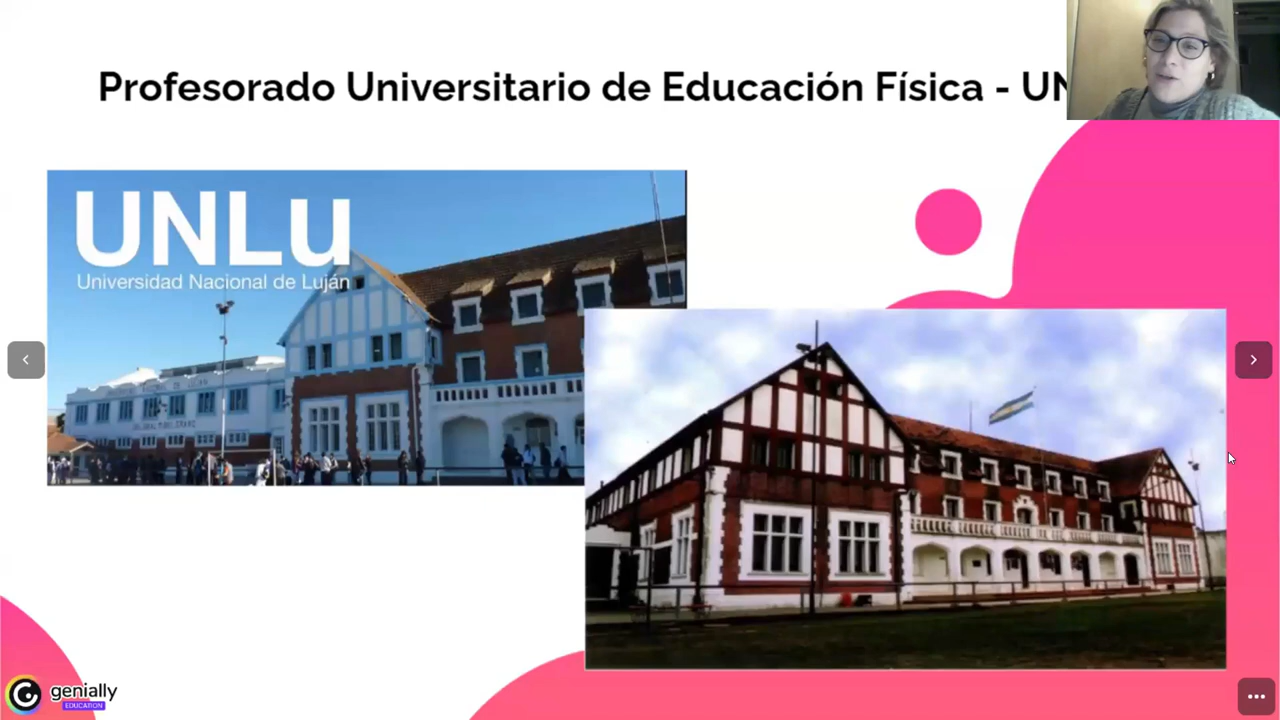 Profesorado Universitario de Educación Física - UN
UNLu
Universidad Nacional de Luján
genially
EDUCATION